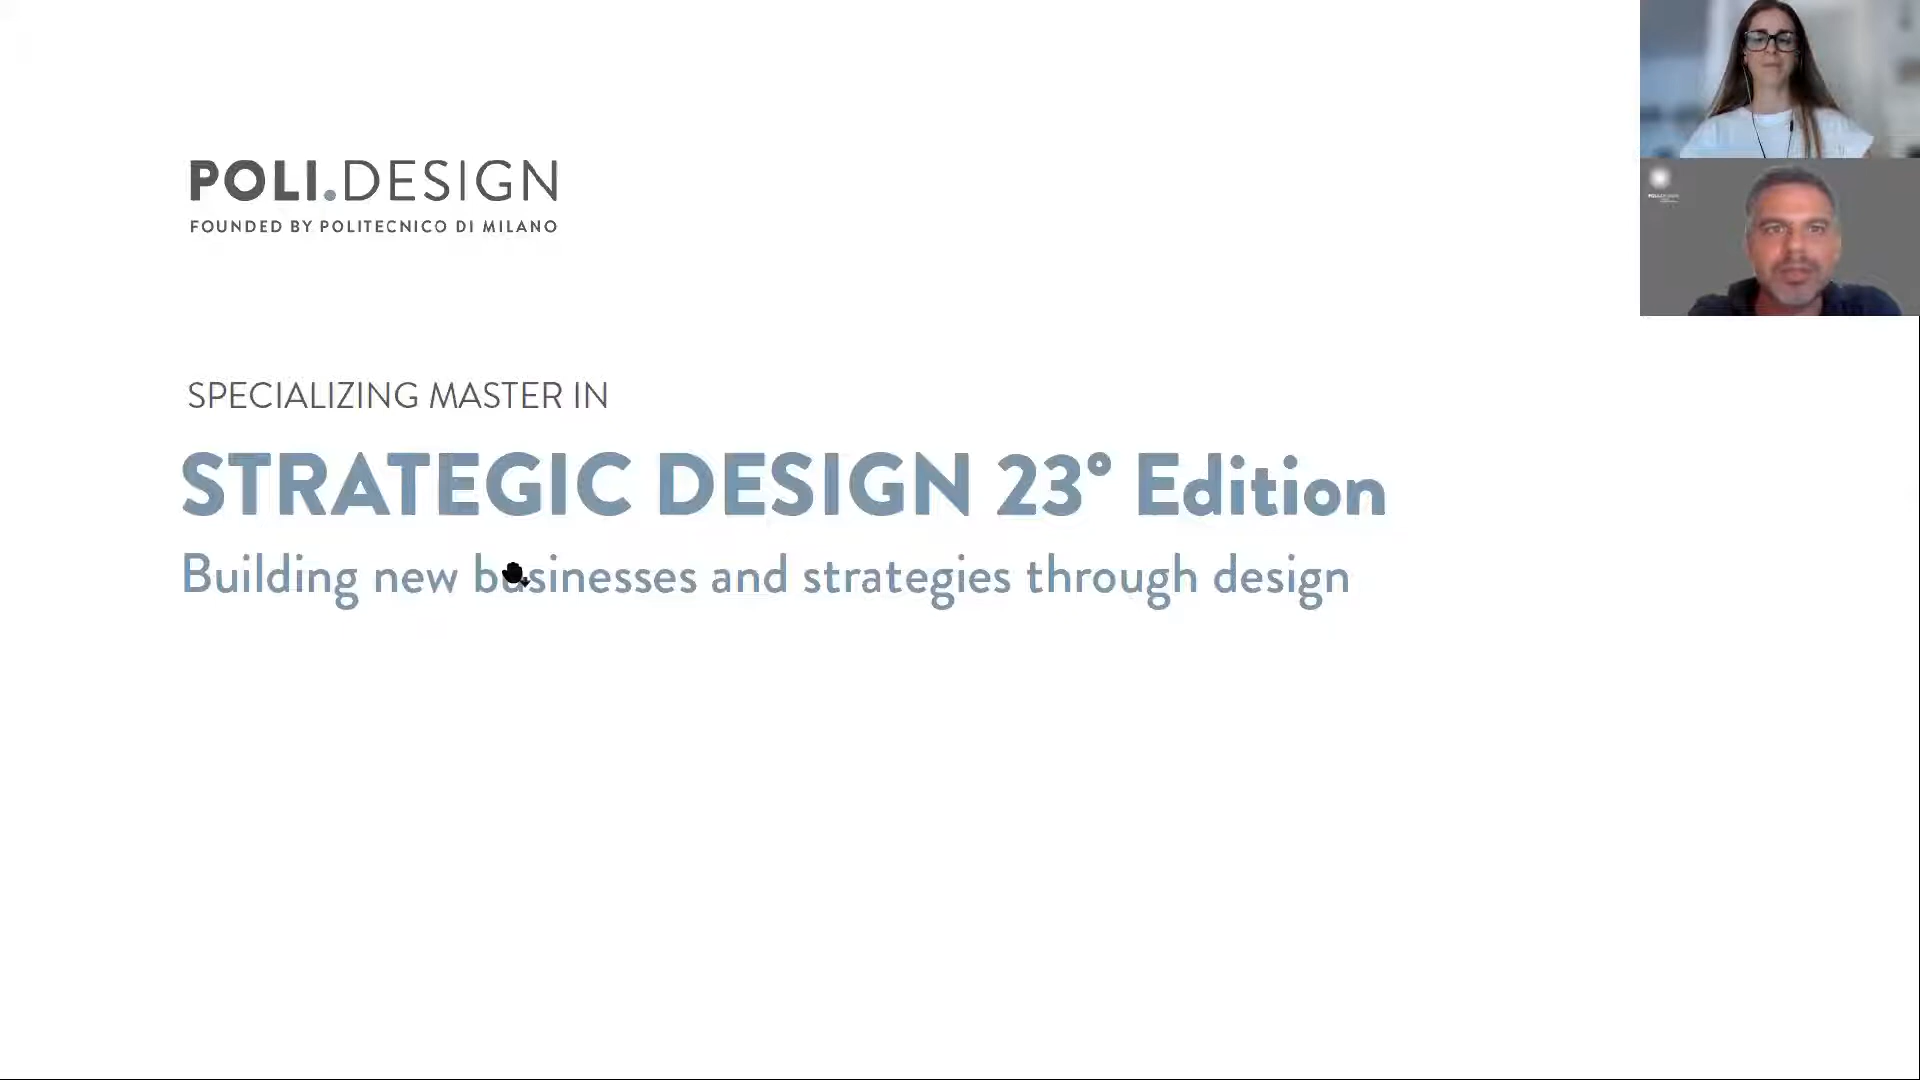 POLI.DESIGN
FOUNDED BY POLITECNICO DI MILANO
SPECIALIZING MASTER IN
STRATEGIC DESIGN 23° Edition
Building new businesses and strategies through design